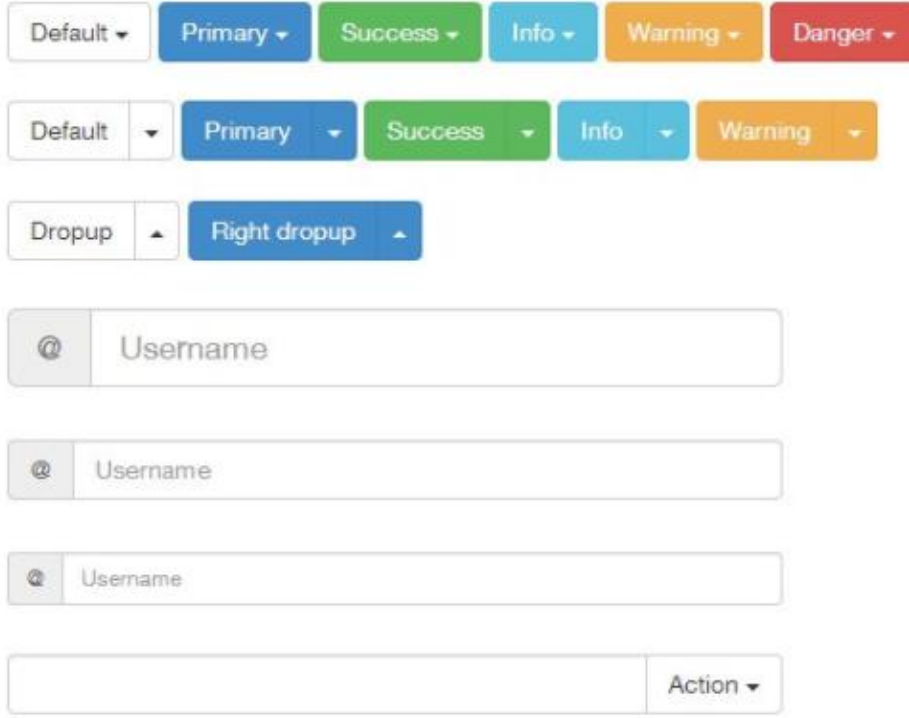 Default Primary Success Info Warning Danger
Default Primary Success Info Warning
Dropup Right dropup
@ Username
@ Username
@ Username
Action